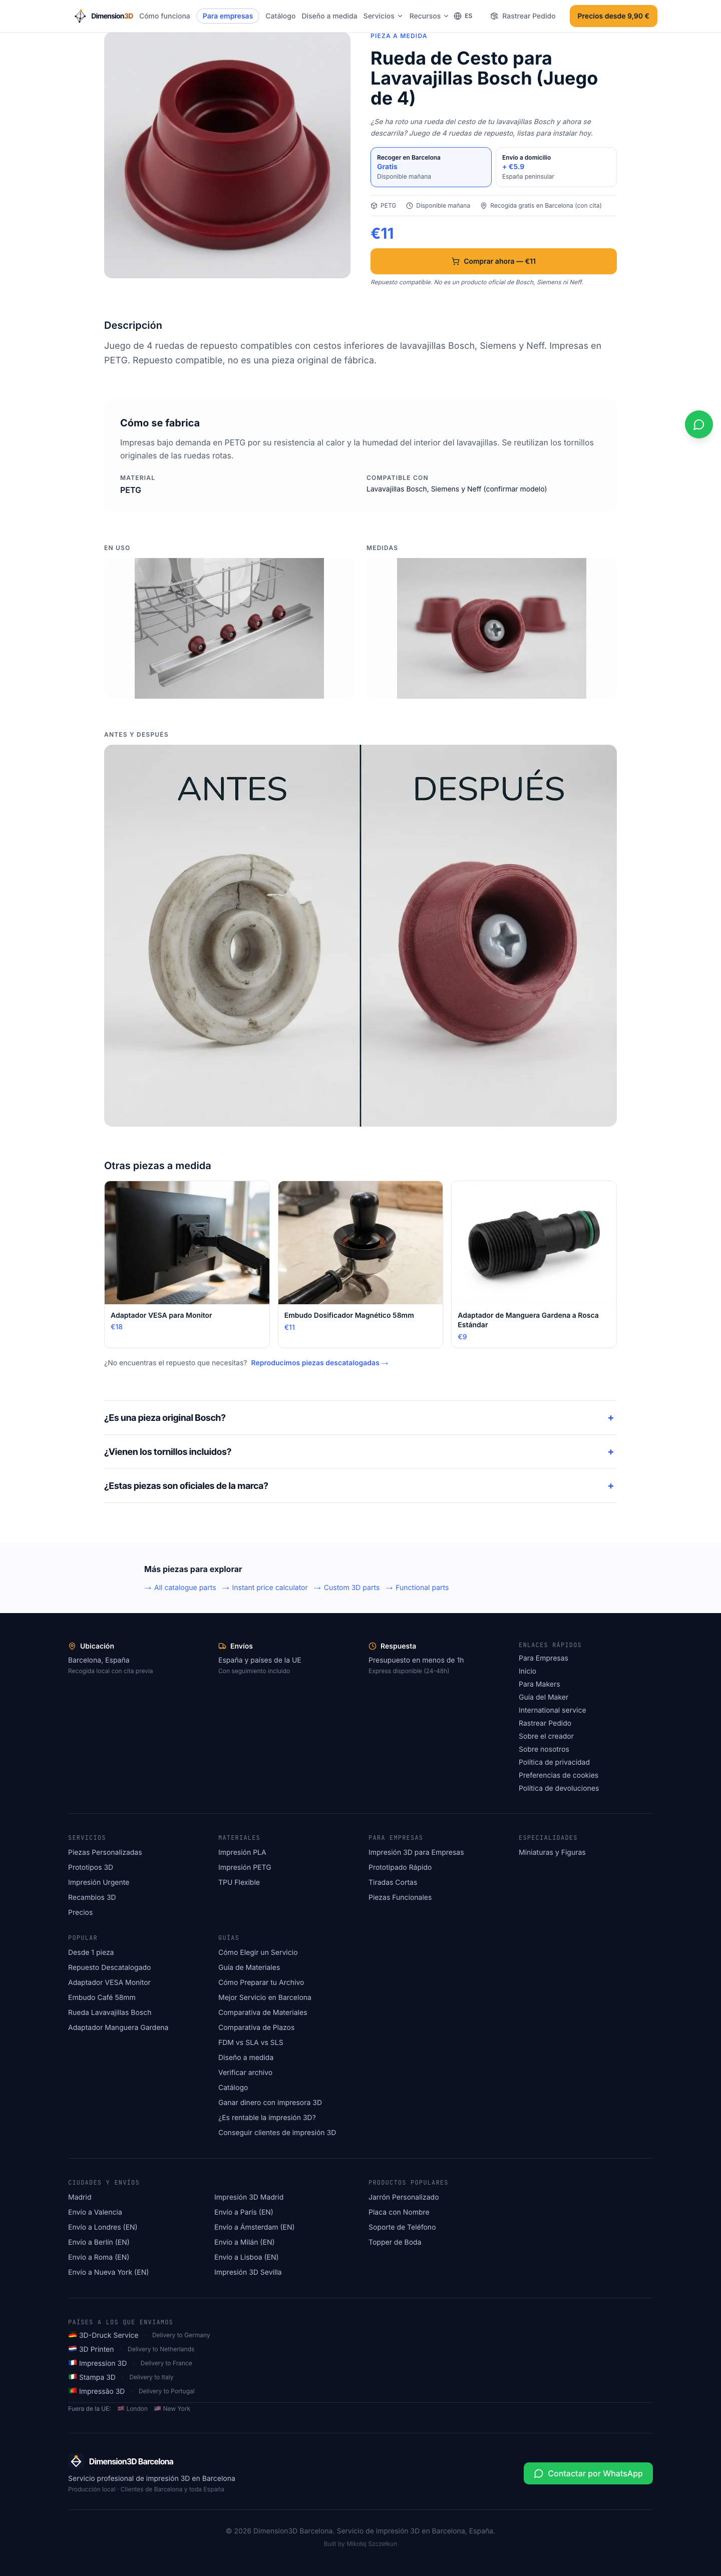 Dimension3D
Cómo funciona
Para empresas
Catálogo
Diseño a medida
Servicios
Recursos
ES
Rastrear Pedido
Precios desde 9,90 €
PIEZA A MEDIDA
Rueda de Cesto para
Lavavajillas Bosch (Juego
de 4)
¿Se ha roto una rueda del cesto de tu lavavajillas Bosch y ahora se
descarrila? Juego de 4 ruedas de repuesto, listas para instalar hoy.
Recoger en Barcelona
Gratis
Disponible mañana
Envío a domicilio
+ €5.9
España peninsular
PETG
Disponible mañana
Recogida gratis en Barcelona (con cita)
€11
Comprar ahora — €11
Repuesto compatible. No es un producto oficial de Bosch, Siemens ni Neff.
Descripción
Juego de 4 ruedas de repuesto compatibles con cestos inferiores de lavavajillas Bosch, Siemens y Neff. Impresas en
PETG. Repuesto compatible, no es una pieza original de fábrica.
Cómo se fabrica
Impresas bajo demanda en PETG por su resistencia al calor y la humedad del interior del lavavajillas. Se reutilizan los tornillos
originales de las ruedas rotas.
MATERIAL
PETG
COMPATIBLE CON
Lavavajillas Bosch, Siemens y Neff (confirmar modelo)
EN USO
MEDIDAS
ANTES Y DESPUÉS
ANTES
DESPUÉS
Otras piezas a medida
Adaptador VESA para Monitor
€18
Embudo Dosificador Magnético 58mm
€11
Adaptador de Manguera Gardena a Rosca
Estándar
€9
¿No encuentras el repuesto que necesitas? Reproducimos piezas descatalogadas →
¿Es una pieza original Bosch?
+
¿Vienen los tornillos incluidos?
+
¿Estas piezas son oficiales de la marca?
+
Más piezas para explorar
→ All catalogue parts → Instant price calculator → Custom 3D parts → Functional parts
Ubicación
Barcelona, España
Recogida local con cita previa
Envíos
España y países de la UE
Con seguimiento incluido
Respuesta
Presupuesto en menos de 1h
Express disponible (24-48h)
ENLACES RÁPIDOS
Para Empresas
Inicio
Para Makers
Guía del Maker
International service
Rastrear Pedido
Sobre el creador
Sobre nosotros
Política de privacidad
Preferencias de cookies
Política de devoluciones
SERVICIOS
Piezas Personalizadas
Prototipos 3D
Impresión Urgente
Recambios 3D
Precios
MATERIALES
Impresión PLA
Impresión PETG
TPU Flexible
PARA EMPRESAS
Impresión 3D para Empresas
Prototipado Rápido
Tiradas Cortas
Piezas Funcionales
ESPECIALIDADES
Miniaturas y Figuras
POPULAR
Desde 1 pieza
Repuesto Descatalogado
Adaptador VESA Monitor
Embudo Café 58mm
Rueda Lavavajillas Bosch
Adaptador Manguera Gardena
GUÍAS
Cómo Elegir un Servicio
Guía de Materiales
Cómo Preparar tu Archivo
Mejor Servicio en Barcelona
Comparativa de Materiales
Comparativa de Plazos
FDM vs SLA vs SLS
Diseño a medida
Verificar archivo
Catálogo
Ganar dinero con impresora 3D
¿Es rentable la impresión 3D?
Conseguir clientes de impresión 3D
CIUDADES Y ENVÍOS
Madrid
Envío a Valencia
Envío a Londres (EN)
Envío a Berlín (EN)
Envío a Roma (EN)
Envío a Nueva York (EN)
Impresión 3D Madrid
Envío a París (EN)
Envío a Ámsterdam (EN)
Envío a Milán (EN)
Envío a Lisboa (EN)
Impresión 3D Sevilla
PRODUCTOS POPULARES
Jarrón Personalizado
Placa con Nombre
Soporte de Teléfono
Topper de Boda
PAÍSES A LOS QUE ENVIAMOS
3D-Druck Service · Delivery to Germany
3D Printen · Delivery to Netherlands
Impression 3D · Delivery to France
Stampa 3D · Delivery to Italy
Impressão 3D · Delivery to Portugal
Fuera de la UE: London · New York
Dimension3D Barcelona
Servicio profesional de impresión 3D en Barcelona
Producción local · Clientes de Barcelona y toda España
Contactar por WhatsApp
© 2026 Dimension3D Barcelona. Servicio de Impresión 3D en Barcelona, España.
Built by Mikołaj Szczełkun